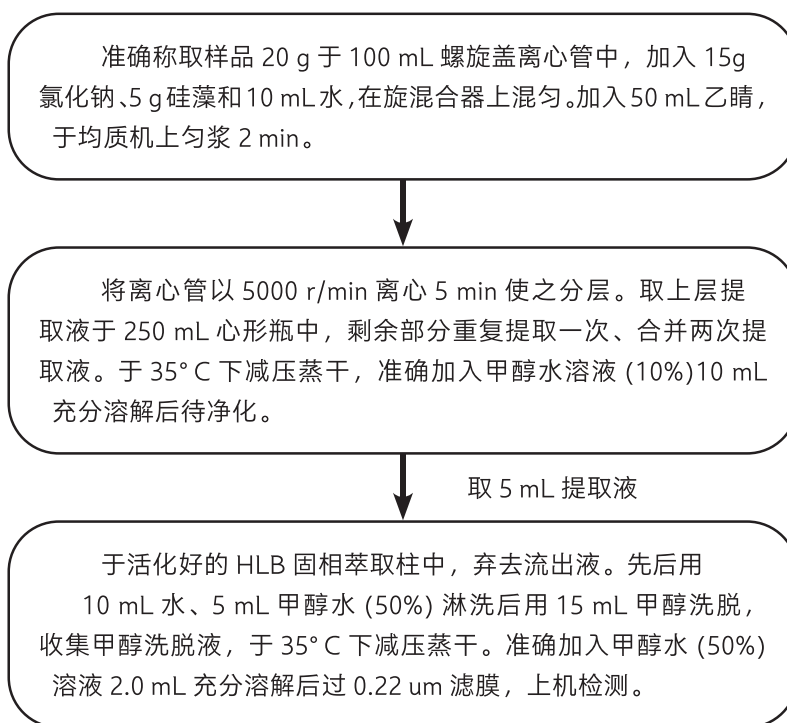 准确称取样品 20 g 于 100 mL 螺旋盖离心管中，加入 15g
氯化钠、5 g 硅藻和 10 mL 水，在旋混合器上混匀。加入 50 mL 乙睛，
于均质机上匀浆 2 min。
将离心管以 5000 r/min 离心 5 min 使之分层。取上层提
取液于 250 mL 心形瓶中，剩余部分重复提取一次、合并两次提
取液。于 35° C 下减压蒸干，准确加入甲醇水溶液 (10%)10 mL
充分溶解后待净化。
取 5 mL 提取液
于活化好的 HLB 固相萃取柱中，弃去流出液。先后用
10 mL 水、5 mL 甲醇水 (50%) 淋洗后用 15 mL 甲醇洗脱，
收集甲醇洗脱液，于 35° C 下减压蒸干。准确加入甲醇水 (50%)
溶液 2.0 mL 充分溶解后过 0.22 um 滤膜，上机检测。